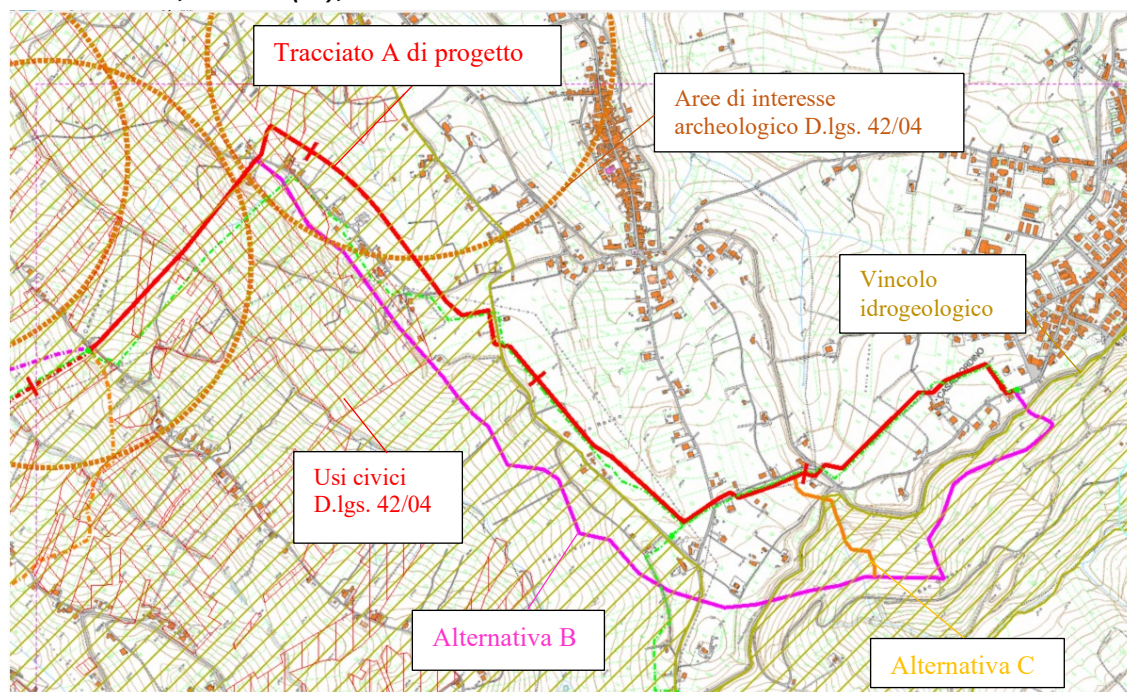 Tracciato A di progetto
Aree di interesse
archeologico D.lgs. 42/04
Vincolo
idrogeologico
Usi civici
D.lgs. 42/04
Alternativa B
Alternativa C